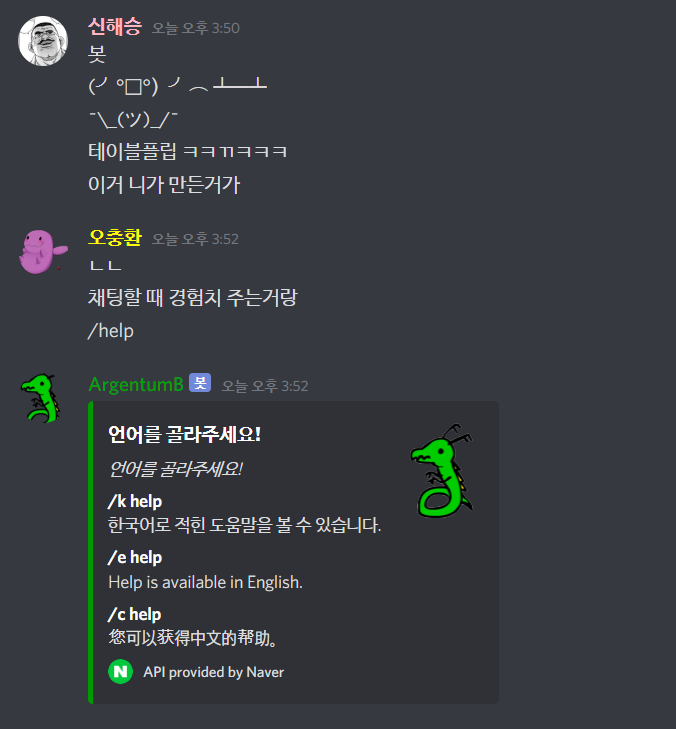 신해승 오늘 오후 3:50
봇
(╯°□°)╯︵ ┻━┻
¯\_(ツ)_/¯
테이블플립 ㅋㅋㄲㅋㅋㅋ
이거 니가 만든거가
오충환 오늘 오후 3:52
ㄴㄴ
채팅할 때 경험치 주는거랑
/help
ArgentumB 봇 오늘 오후 3:52
언어를 골라주세요!
언어를 골라주세요!
/k help
한국어로 적힌 도움말을 볼 수 있습니다.
/e help
Help is available in English.
/c help
您可以获得中文的帮助。
N API provided by Naver